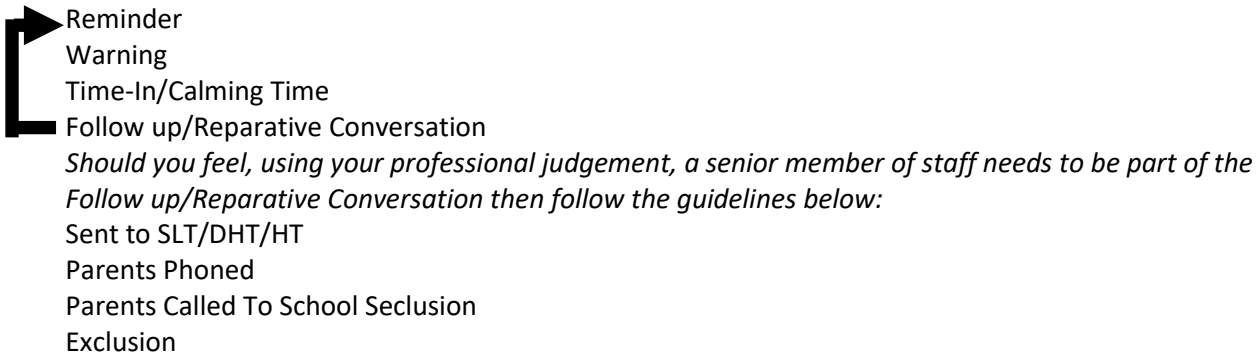 Reminder
Warning
Time-In/Calming Time
Follow up/Reparative Conversation
Should you feel, using your professional judgement, a senior member of staff needs to be part of the
Follow up/Reparative Conversation then follow the guidelines below:
Sent to SLT/DHT/HT
Parents Phoned
Parents Called To School Seclusion
Exclusion